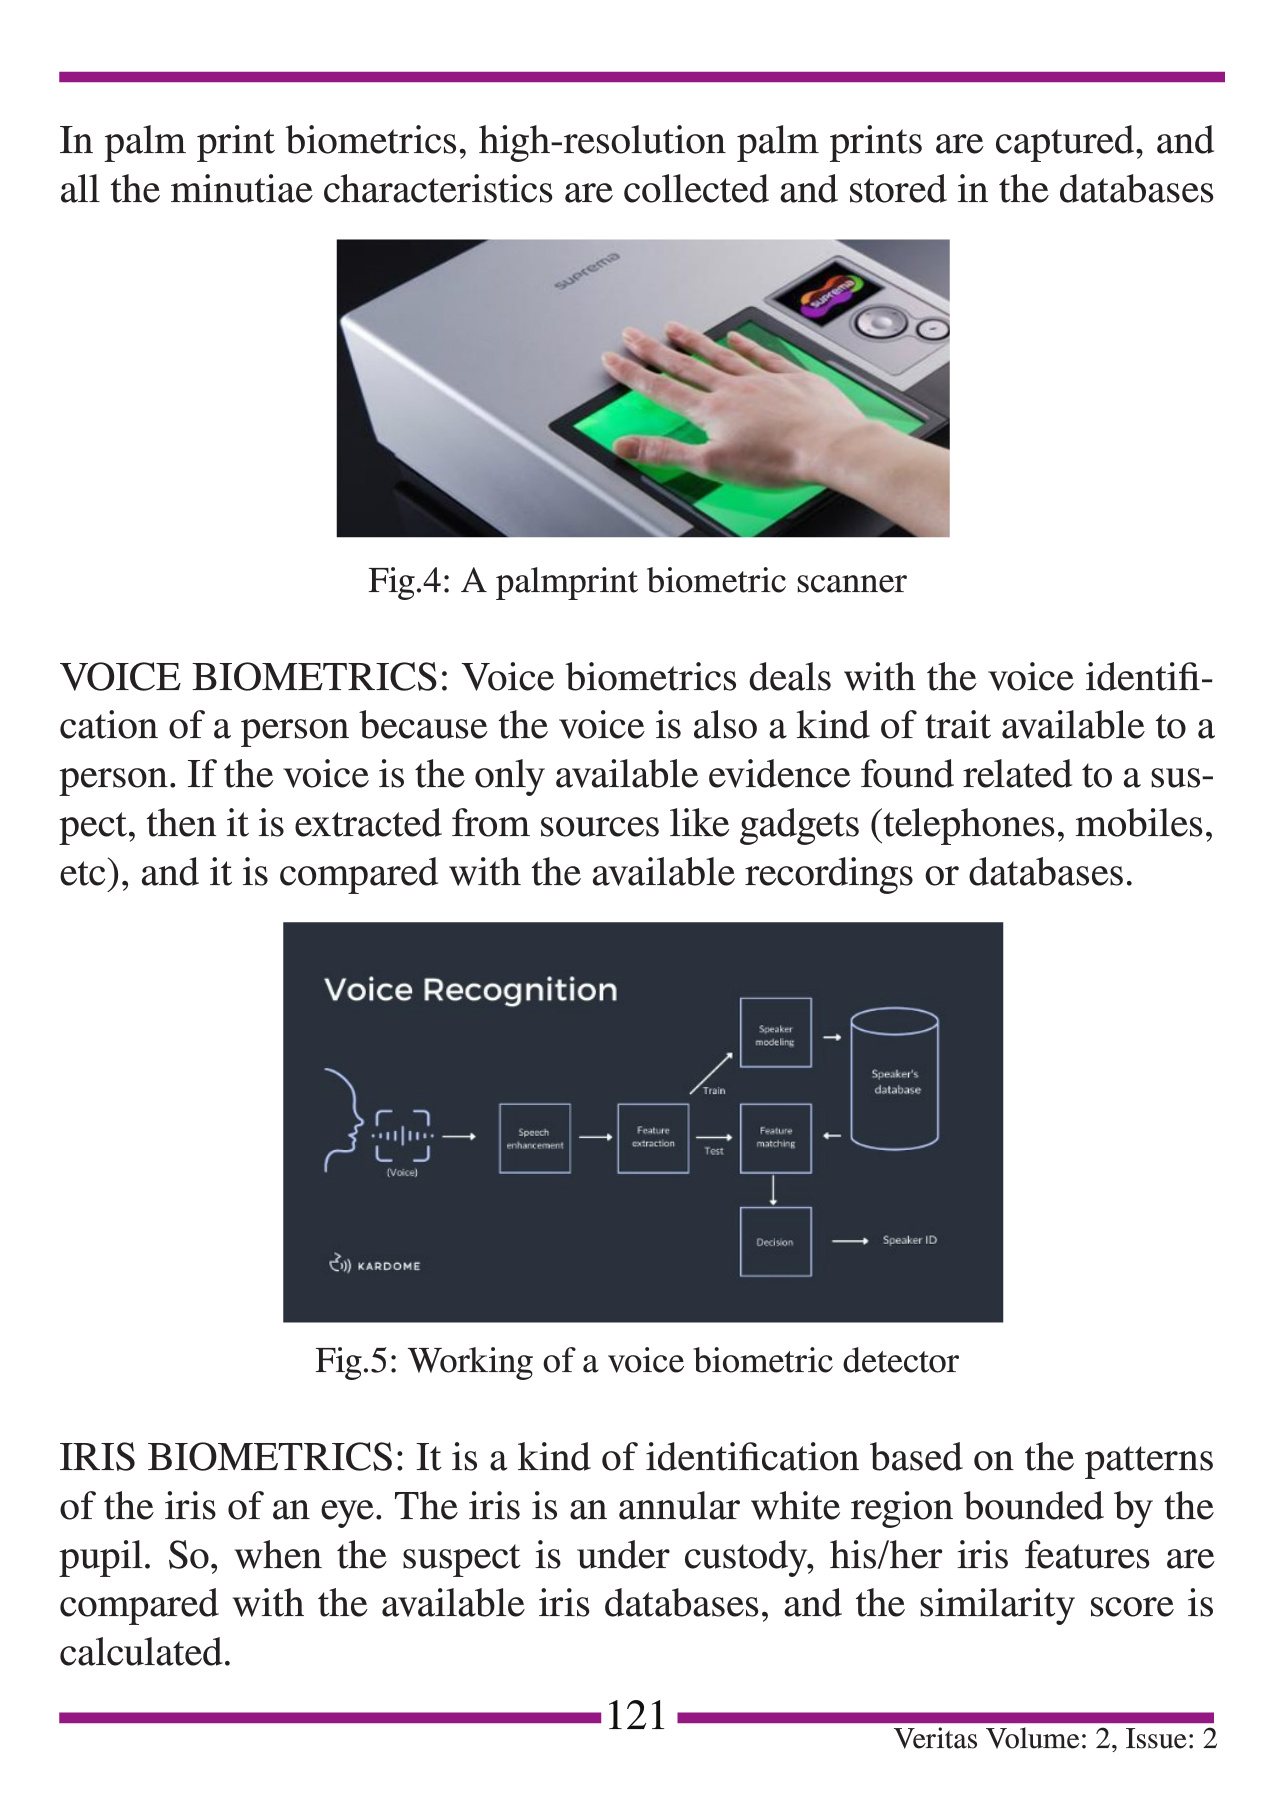 In palm print biometrics, high-resolution palm prints are captured, and
all the minutiae characteristics are collected and stored in the databases
suprema
suprema
Fig.4: A palmprint biometric scanner
VOICE BIOMETRICS: Voice biometrics deals with the voice identifi-
cation of a person because the voice is also a kind of trait available to a
person. If the voice is the only available evidence found related to a sus-
pect, then it is extracted from sources like gadgets (telephones, mobiles,
etc), and it is compared with the available recordings or databases.
Voice Recognition
Speaker
modeling
Speaker's
database
Train
(Voice)
Speech
enhancement
Feature
extraction
Test
Feature
matching
Decision
Speaker ID
KARDOME
Fig.5: Working of a voice biometric detector
IRIS BIOMETRICS: It is a kind of identification based on the patterns
of the iris of an eye. The iris is an annular white region bounded by the
pupil. So, when the suspect is under custody, his/her iris features are
compared with the available iris databases, and the similarity score is
calculated.
121
Veritas Volume: 2, Issue: 2